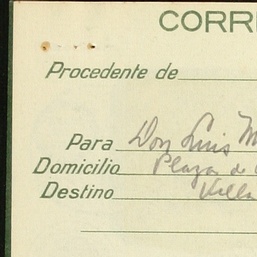 CORR
Procedente de
Para Don Luis M
Domicilio Plaza de
Destino Villa